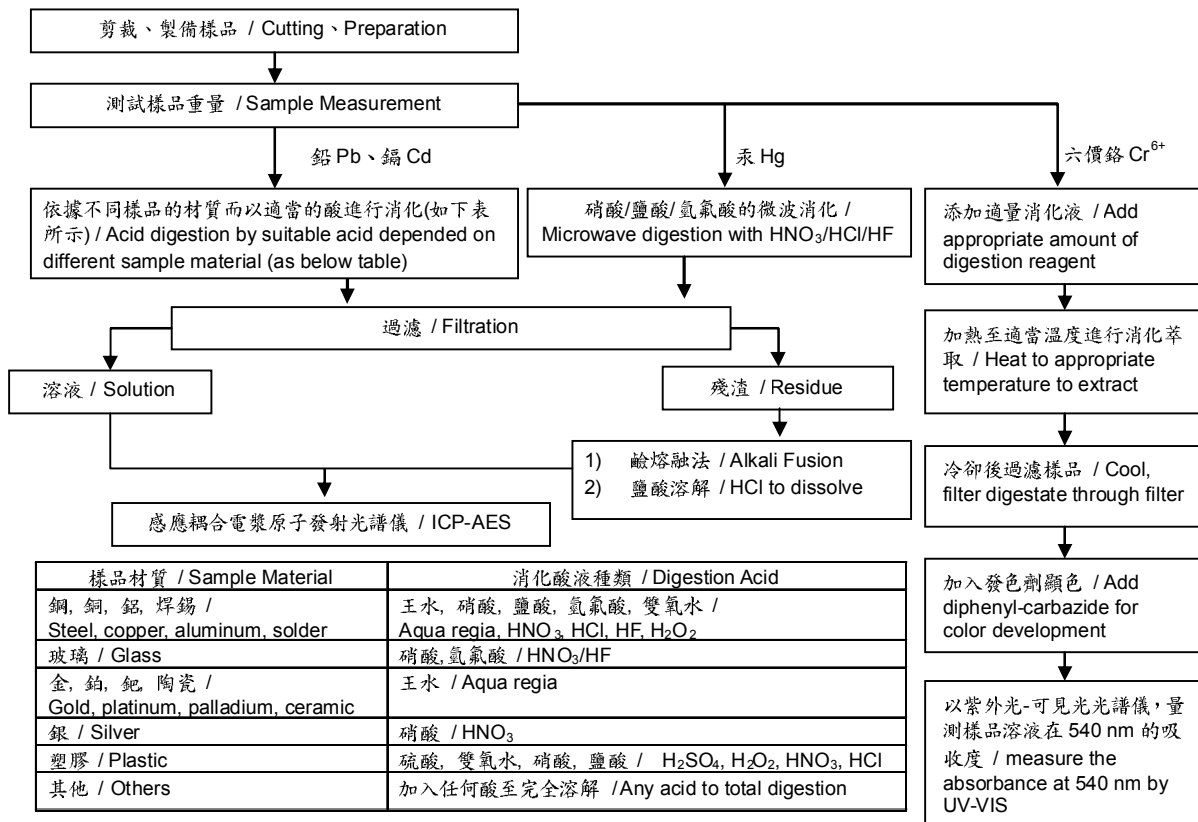 剪裁、製備樣品 / Cutting、Preparation
測試樣品重量 / Sample Measurement
鉛 Pb、鎘 Cd
汞 Hg
六價鉻 Cr⁶⁺
依據不同樣品的材質而以適當的酸進行消化(如下表
所示) / Acid digestion by suitable acid depended on
different sample material (as below table)
硝酸/鹽酸/氫氟酸的微波消化 /
Microwave digestion with HNO₃/HCl/HF
添加適量消化液 / Add
appropriate amount of
digestion reagent
過濾 / Filtration
加熱至適當溫度進行消化萃
取 / Heat to appropriate
temperature to extract
溶液 / Solution
殘渣 / Residue
1) 鹼熔融法 / Alkali Fusion
2) 鹽酸溶解 / HCl to dissolve
冷卻後過濾樣品 / Cool,
filter digestate through filter
感應耦合電漿原子發射光譜儀 / ICP-AES
加入發色劑顯色 / Add
diphenyl-carbazide for
color development
以紫外光-可見光光譜儀，量
測樣品溶液在 540 nm 的吸
收度 / measure the
absorbance at 540 nm by
UV-VIS
樣品材質 / Sample Material
消化酸液種類 / Digestion Acid
鋼, 銅, 鋁, 焊錫 /
Steel, copper, aluminum, solder
王水, 硝酸, 鹽酸, 氫氟酸, 雙氧水 /
Aqua regia, HNO₃, HCl, HF, H₂O₂
玻璃 / Glass
硝酸,氫氟酸 / HNO₃/HF
金, 鉑, 鈀, 陶瓷 /
Gold, platinum, palladium, ceramic
王水 / Aqua regia
銀 / Silver
硝酸 / HNO₃
塑膠 / Plastic
硫酸, 雙氧水, 硝酸, 鹽酸 / H₂SO₄, H₂O₂, HNO₃, HCl
其他 / Others
加入任何酸至完全溶解 / Any acid to total digestion